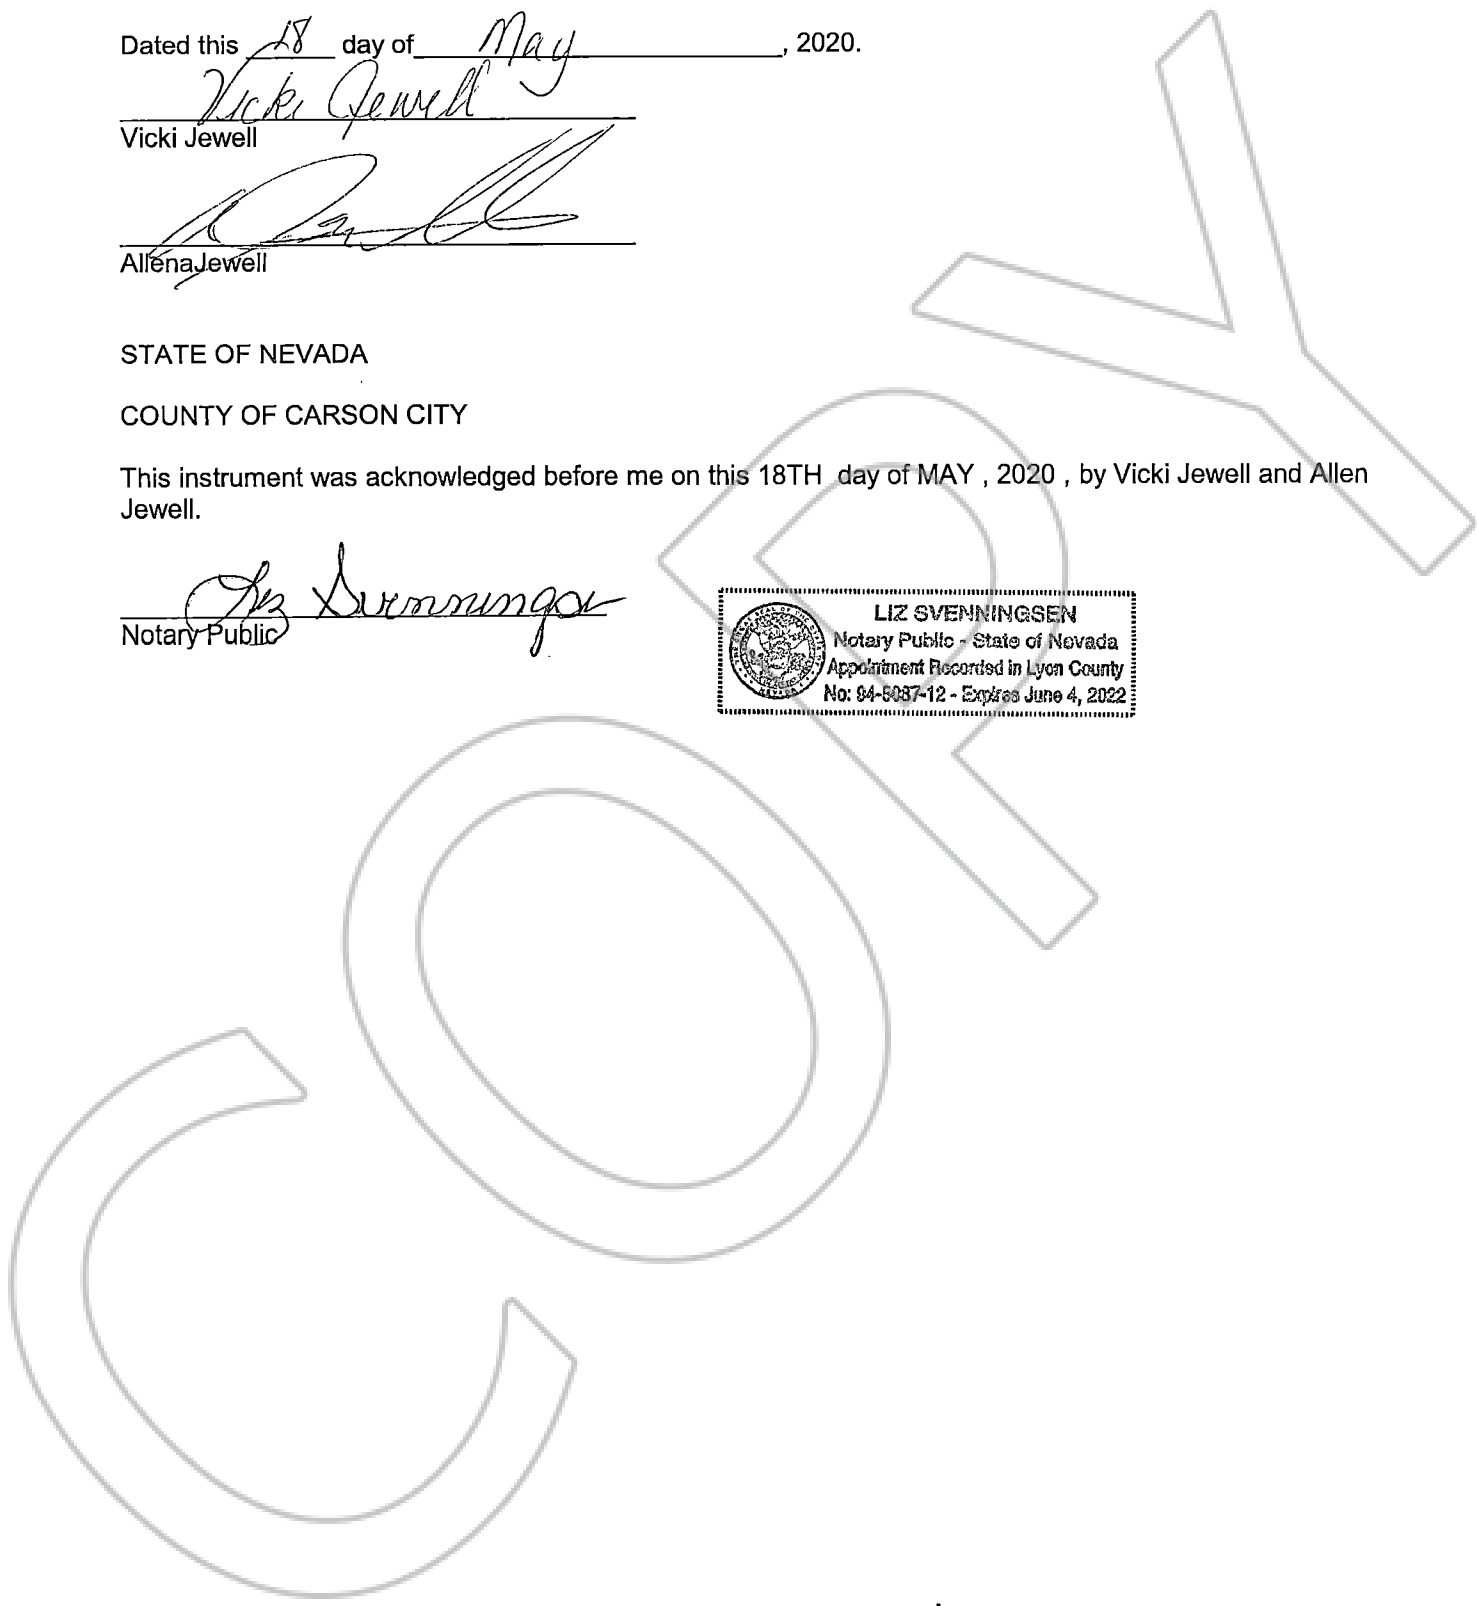 Dated this 18 day of May, 2020.
Vicki Jewell
Vicki Jewell
AllenaJewell
STATE OF NEVADA
COUNTY OF CARSON CITY
This instrument was acknowledged before me on this 18TH day of MAY , 2020 , by Vicki Jewell and Allen
Jewell.
Liz Svenningsen
Notary Public
LIZ SVENNINGSEN
Notary Public - State of Nevada
Appointment Recorded in Lyon County
No: 94-5087-12 - Expires June 4, 2022
COPY